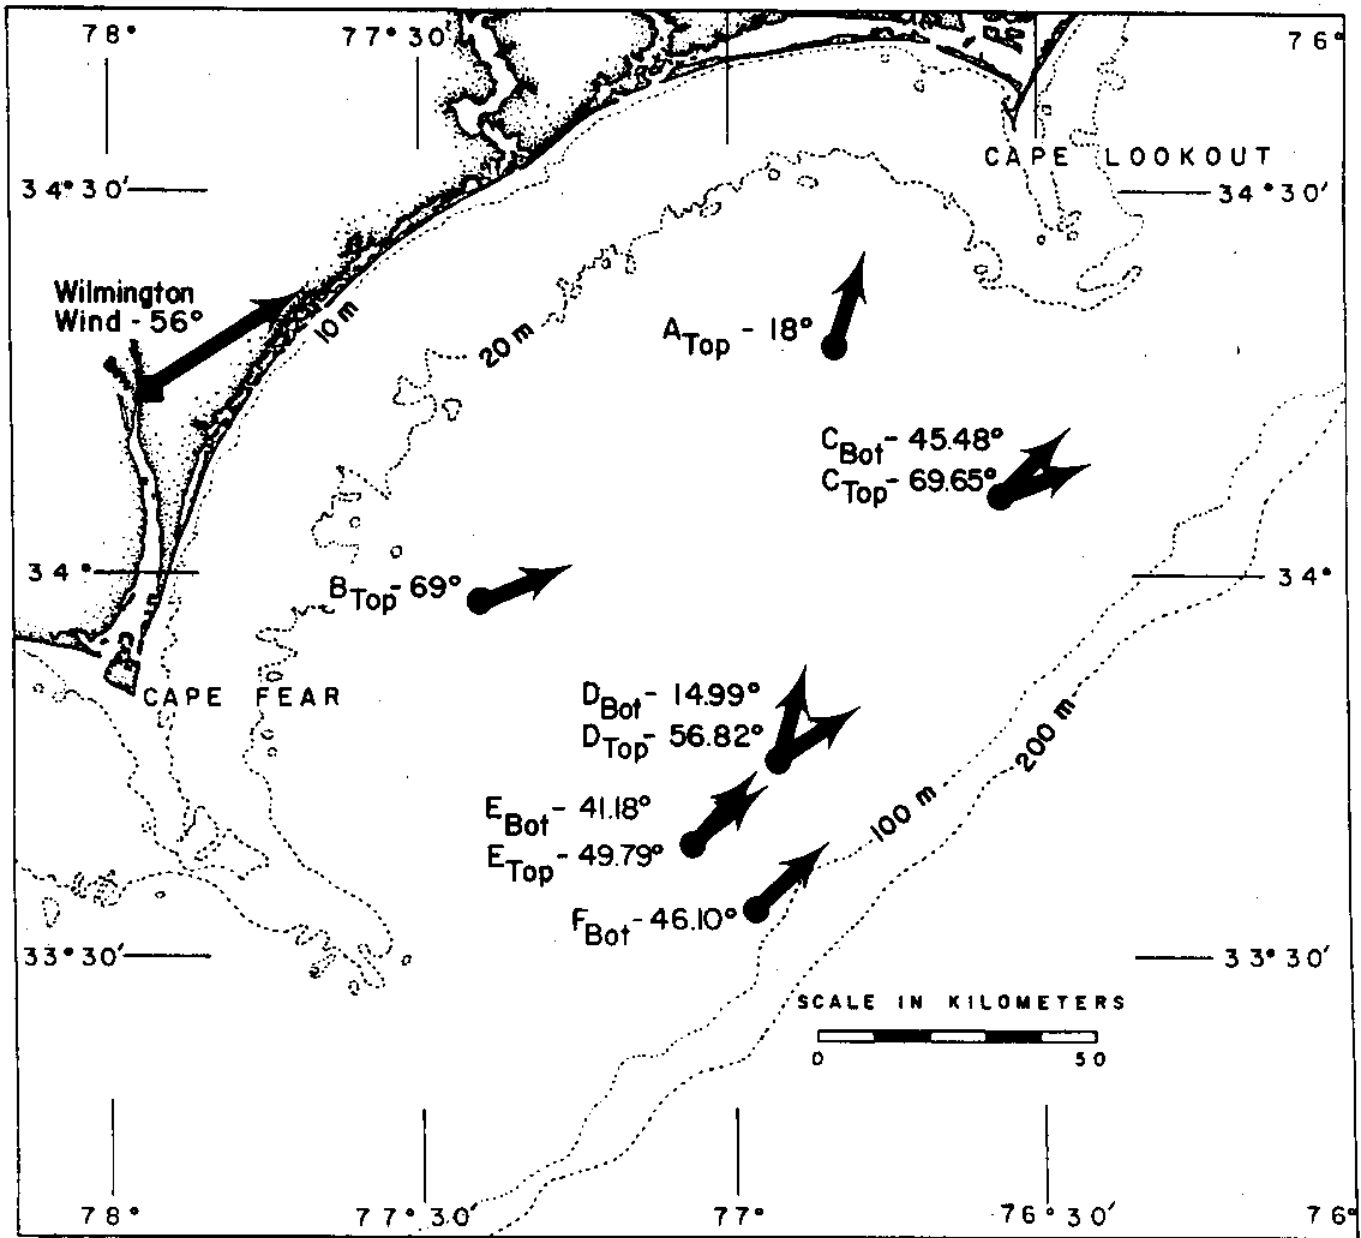 78°
77°30'
76°
CAPE LOOKOUT
34°30'
34°30'
Wilmington
Wind - 56°
10 m
20 m
ATop - 18°
CBot - 45.48°
CTop - 69.65°
34°
34°
BTop - 69°
CAPE FEAR
DBot - 14.99°
DTop - 56.82°
200 m
EBot - 41.18°
100 m
ETop - 49.79°
FBot - 46.10°
33°30'
33°30'
SCALE IN KILOMETERS
0 50
78°
77°30'
77°
76°30'
76°